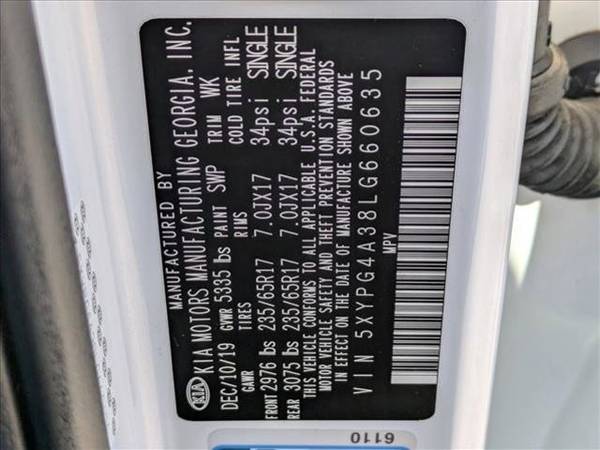 MANUFACTURED BY
KIA KIA MOTORS MANUFACTURING GEORGIA, INC.
DEC/10/19 GVWR 5335 lbs PAINT SWP TRIM WK
GAWR TIRES RIMS COLD TIRE INFL
FRONT 2976 lbs 235/65R17 7.0JX17 34psi SINGLE
REAR 3075 lbs 235/65R17 7.0JX17 34psi SINGLE
THIS VEHICLE CONFORMS TO ALL APPLICABLE U.S.A. FEDERAL
MOTOR VEHICLE SAFETY AND THEFT PREVENTION STANDARDS
IN EFFECT ON THE DATE OF MANUFACTURE SHOWN ABOVE
VIN 5XYPG4A38LG660635
MPV
6110